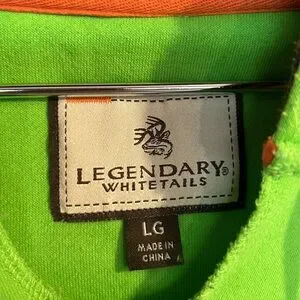 LEGENDARY®
WHITETAILS
LG
MADE IN
CHINA